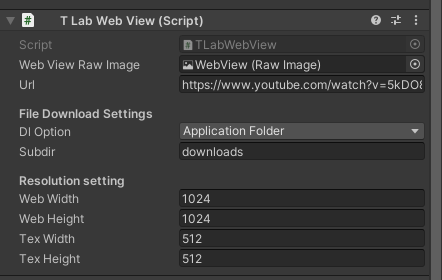 T Lab Web View (Script)
Script TLabWebView
Web View Raw Image WebView (Raw Image)
Url https://www.youtube.com/watch?v=5kDO8
File Download Settings
Dl Option Application Folder
Subdir downloads
Resolution setting
Web Width 1024
Web Height 1024
Tex Width 512
Tex Height 512